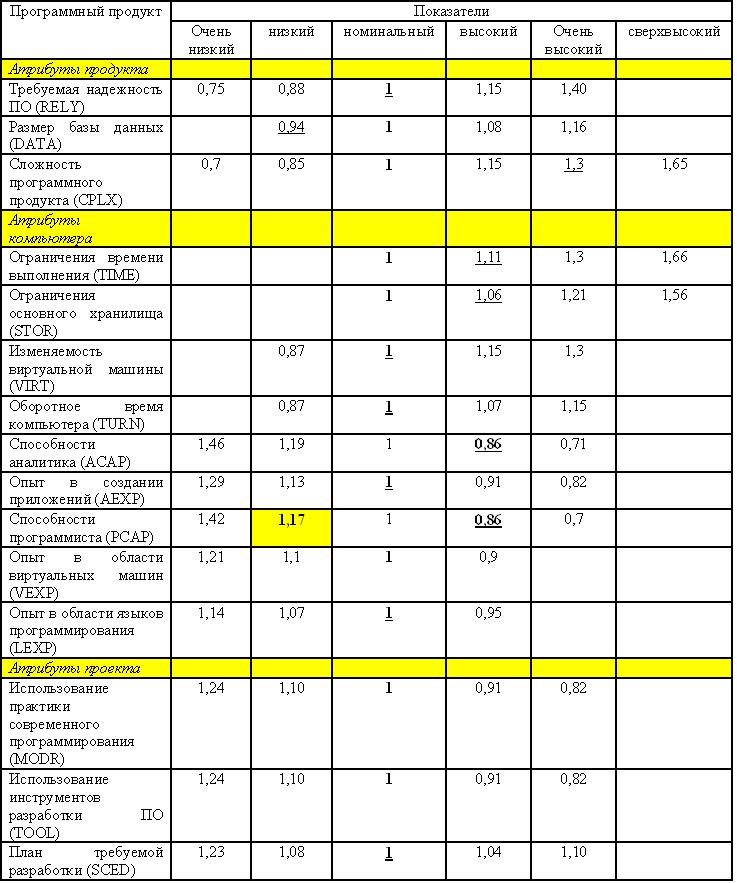 Программный продукт Показатели
Очень низкий номинальный высокий Очень сверхвысокий
низкий высокий
Атрибуты продукта
Требуемая надежность 0,75 0,88 1 1,15 1,40
ПО (RELY)
Размер базы данных 0,94 1 1,08 1,16
(DATA)
Сложность 0,7 0,85 1 1,15 1,3 1,65
программного
продукта (CPLX)
Атрибуты
компьютера
Ограничения времени 1 1,11 1,3 1,66
выполнения (TIME)
Ограничения 1 1,06 1,21 1,56
основного хранилища
(STOR)
Изменяемость 0,87 1 1,15 1,3
виртуальной машины
(VIRT)
Оборотное время 0,87 1 1,07 1,15
компьютера (TURN)
Способности 1,46 1,19 1 0,86 0,71
аналитика (ACAP)
Опыт в создании 1,29 1,13 1 0,91 0,82
приложений (AEXP)
Способности 1,42 1,17 1 0,86 0,7
программиста (PCAP)
Опыт в области 1,21 1,1 1 0,9
виртуальных машин
(VEXP)
Опыт в области языков 1,14 1,07 1 0,95
программирования
(LEXP)
Атрибуты проекта
Использование 1,24 1,10 1 0,91 0,82
практики
современного
программирования
(MODR)
Использование 1,24 1,10 1 0,91 0,82
инструментов
разработки ПО
(TOOL)
План требуемой 1,23 1,08 1 1,04 1,10
разработки (SCED)